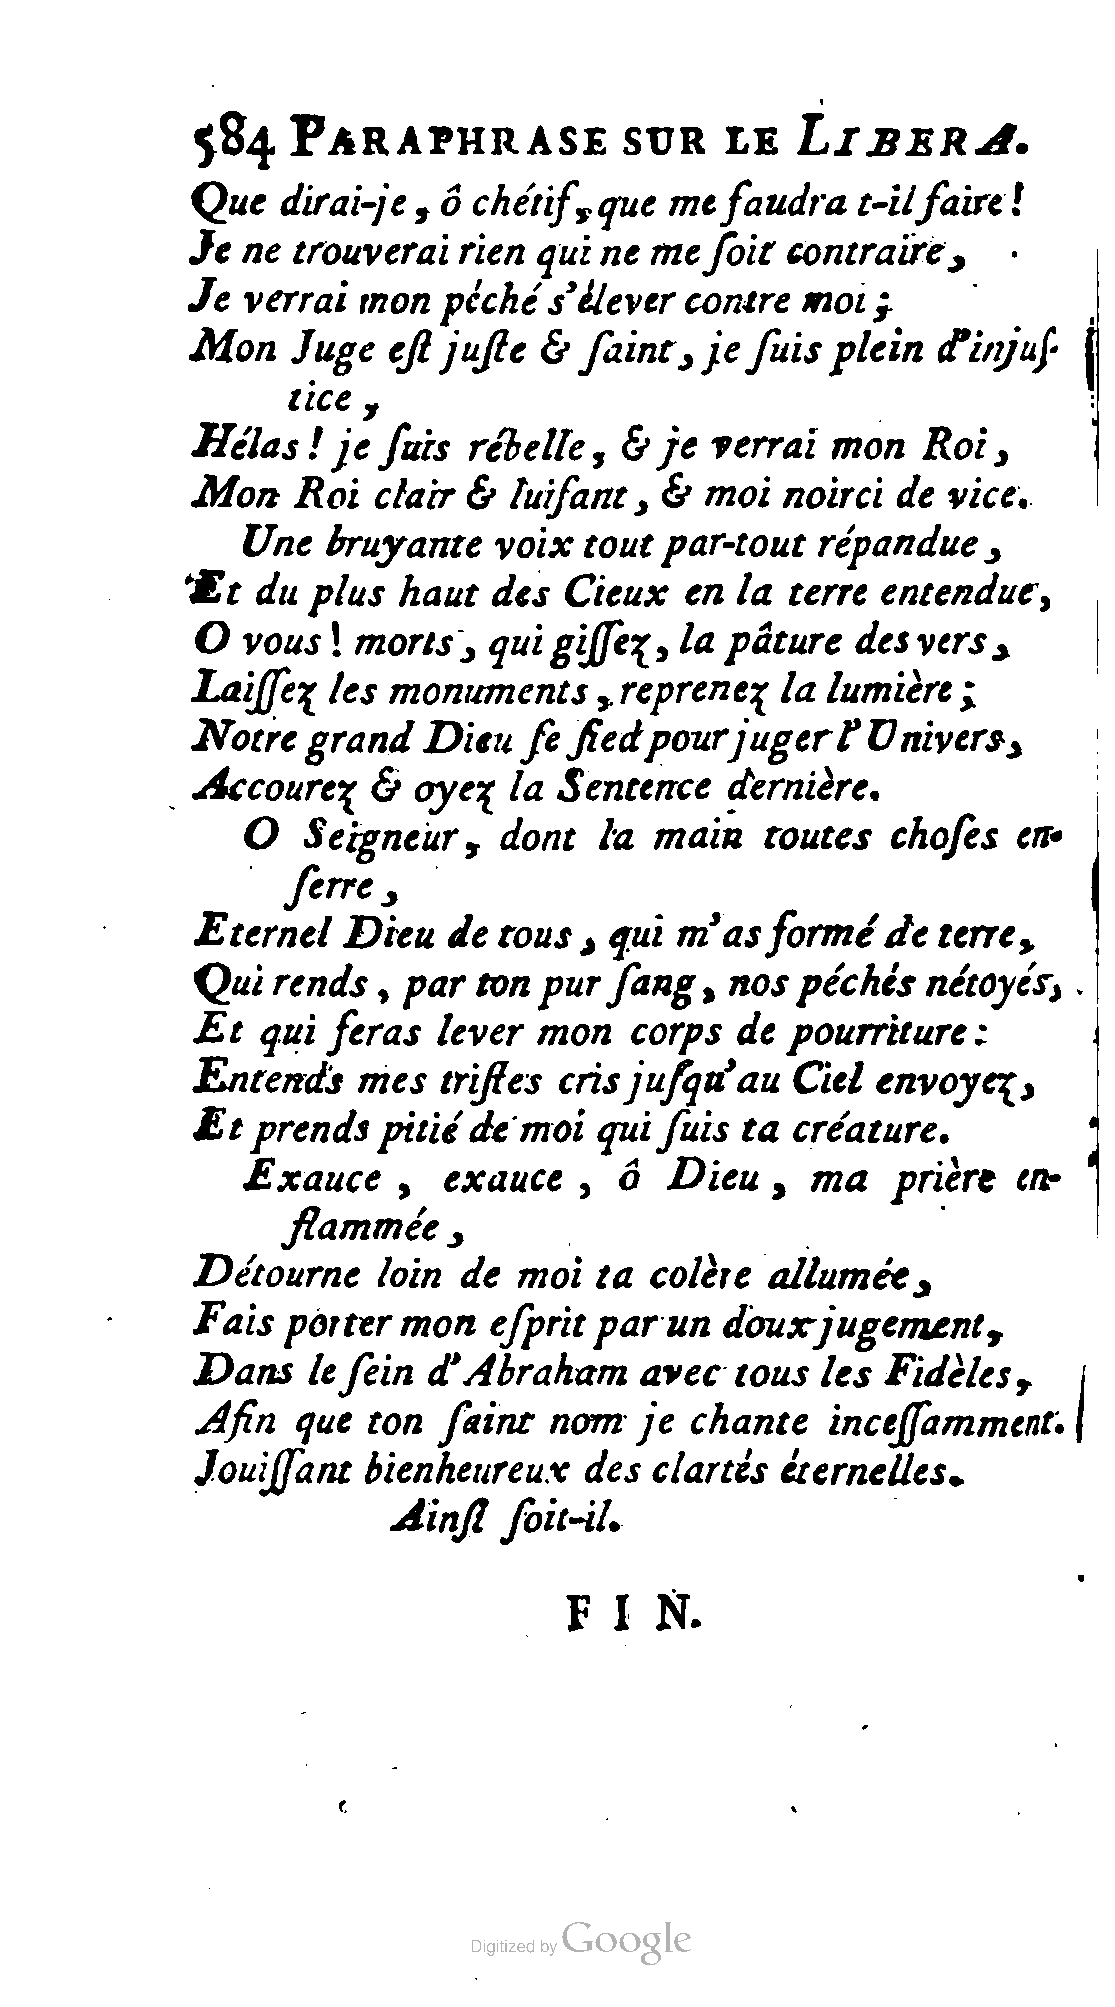 584 PARAPHRASE SUR LE LIBERA.
Que dirai-je, ô chétif, que me faudra t-il faire!
Je ne trouverai rien qui ne me ſoit contraire,
Je verrai mon péché s'élever contre moi;
Mon Juge eſt juſte & ſaint, je ſuis plein d'injuſ-
tice,
Hélas! je ſuis rébelle, & je verrai mon Roi,
Mon Roi clair & luiſant, & moi noirci de vice.
Une bruyante voix tout par-tout répandue,
Et du plus haut des Cieux en la terre entendue,
O vous! morts, qui giſſez, la pâture des vers,
Laiſſez les monuments, reprenez la lumière;
Notre grand Dieu ſe ſied pour juger l'Univers,
Accourez & oyez la Sentence dernière.
O Seigneur, dont la main toutes choſes en-
ſerre,
Eternel Dieu de tous, qui m'as formé de terre,
Qui rends, par ton pur ſang, nos péchés nétoyés,
Et qui feras lever mon corps de pourriture:
Entends mes triſtes cris juſqu'au Ciel envoyez,
Et prends pitié de moi qui ſuis ta créature.
Exauce, exauce, ô Dieu, ma prière en-
flammée,
Détourne loin de moi ta colère allumée,
Fais porter mon eſprit par un doux jugement,
Dans le ſein d'Abraham avec tous les Fidèles,
Afin que ton ſaint nom je chante inceſſamment.
Jouiſſant bienheureux des clartés éternelles.
Ainſi ſoit-il.
FIN.
Digitized by Google